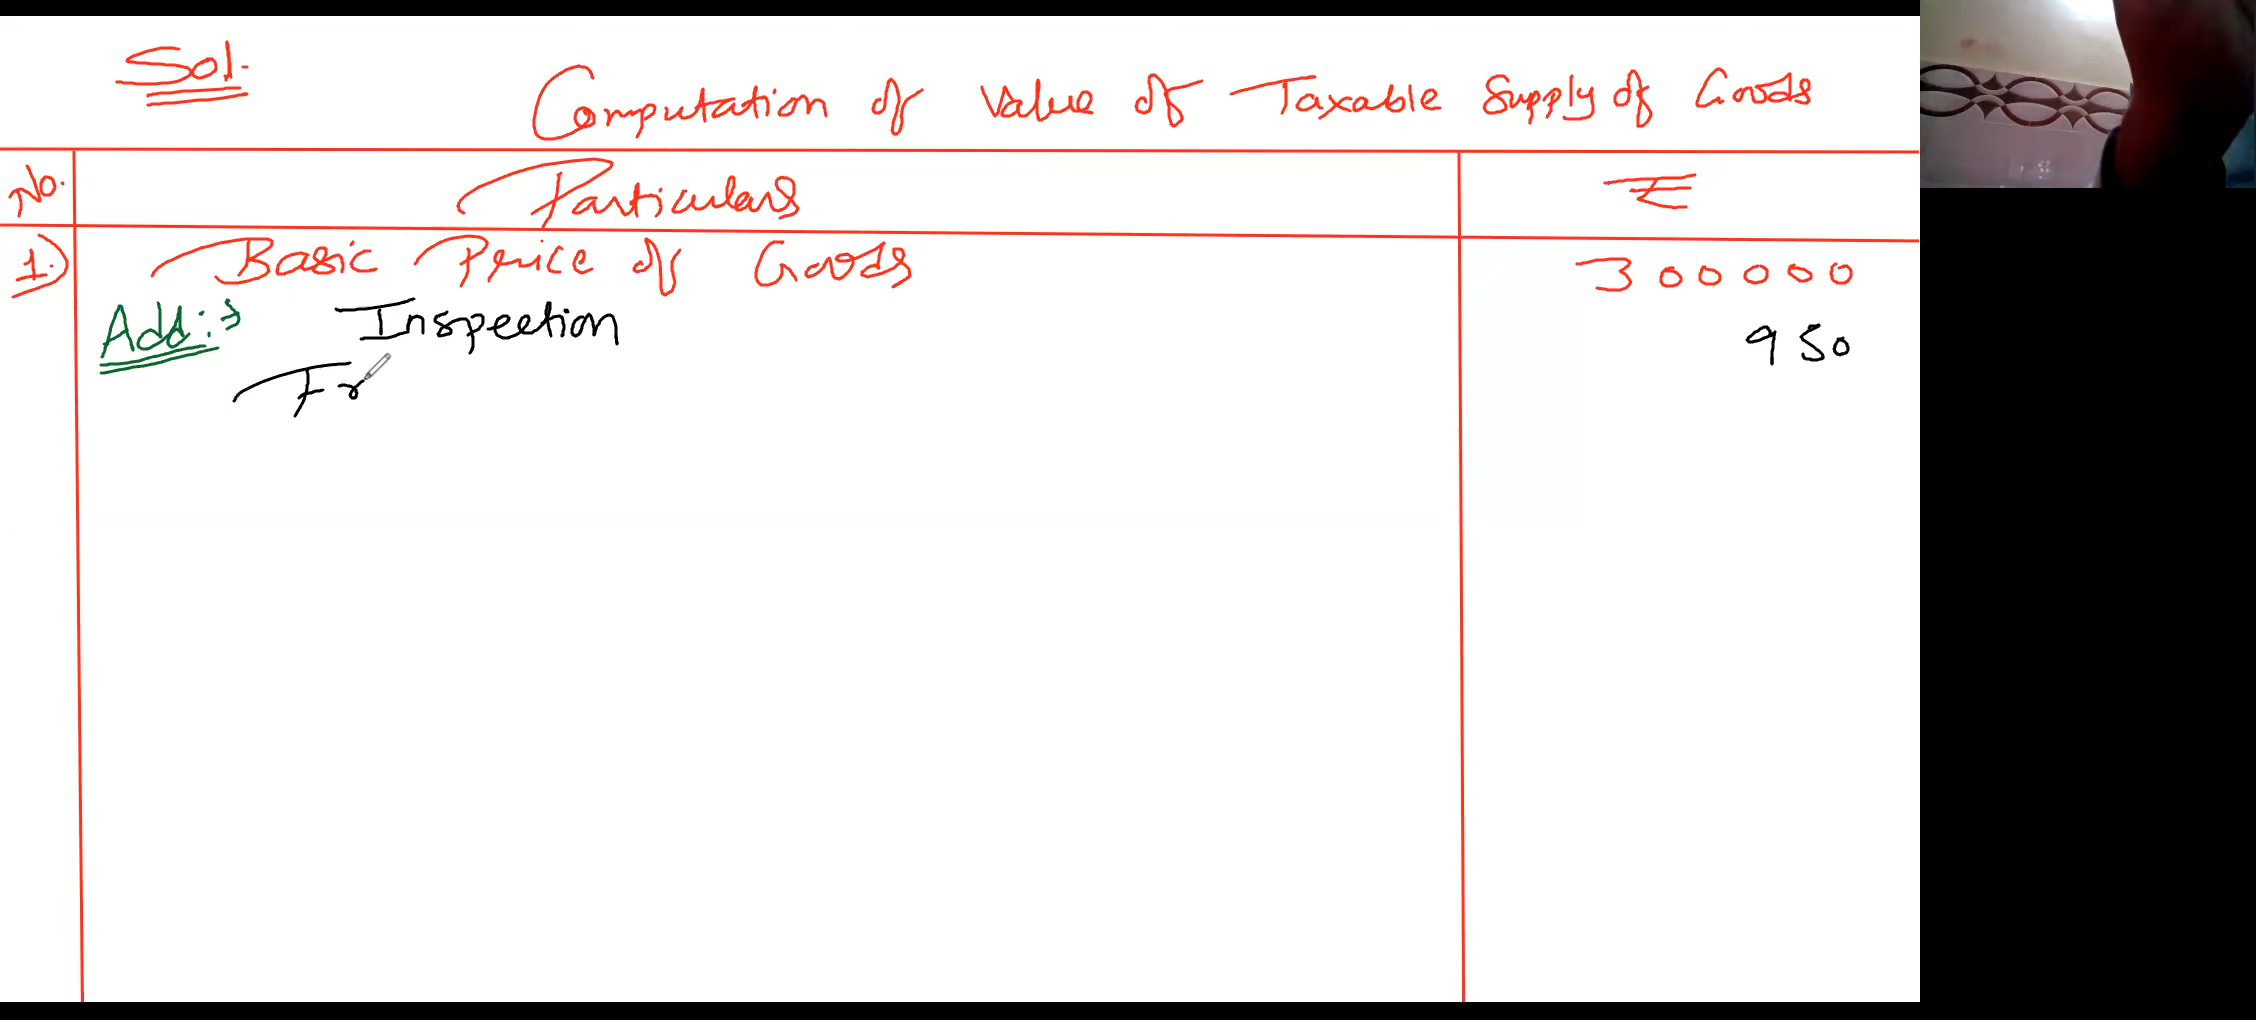 Sol.
Computation of Value of Taxable Supply of Goods
No. Particulars ₹
1.) Basic Price of Goods 300000
Add:→ Inspection 950
Fr